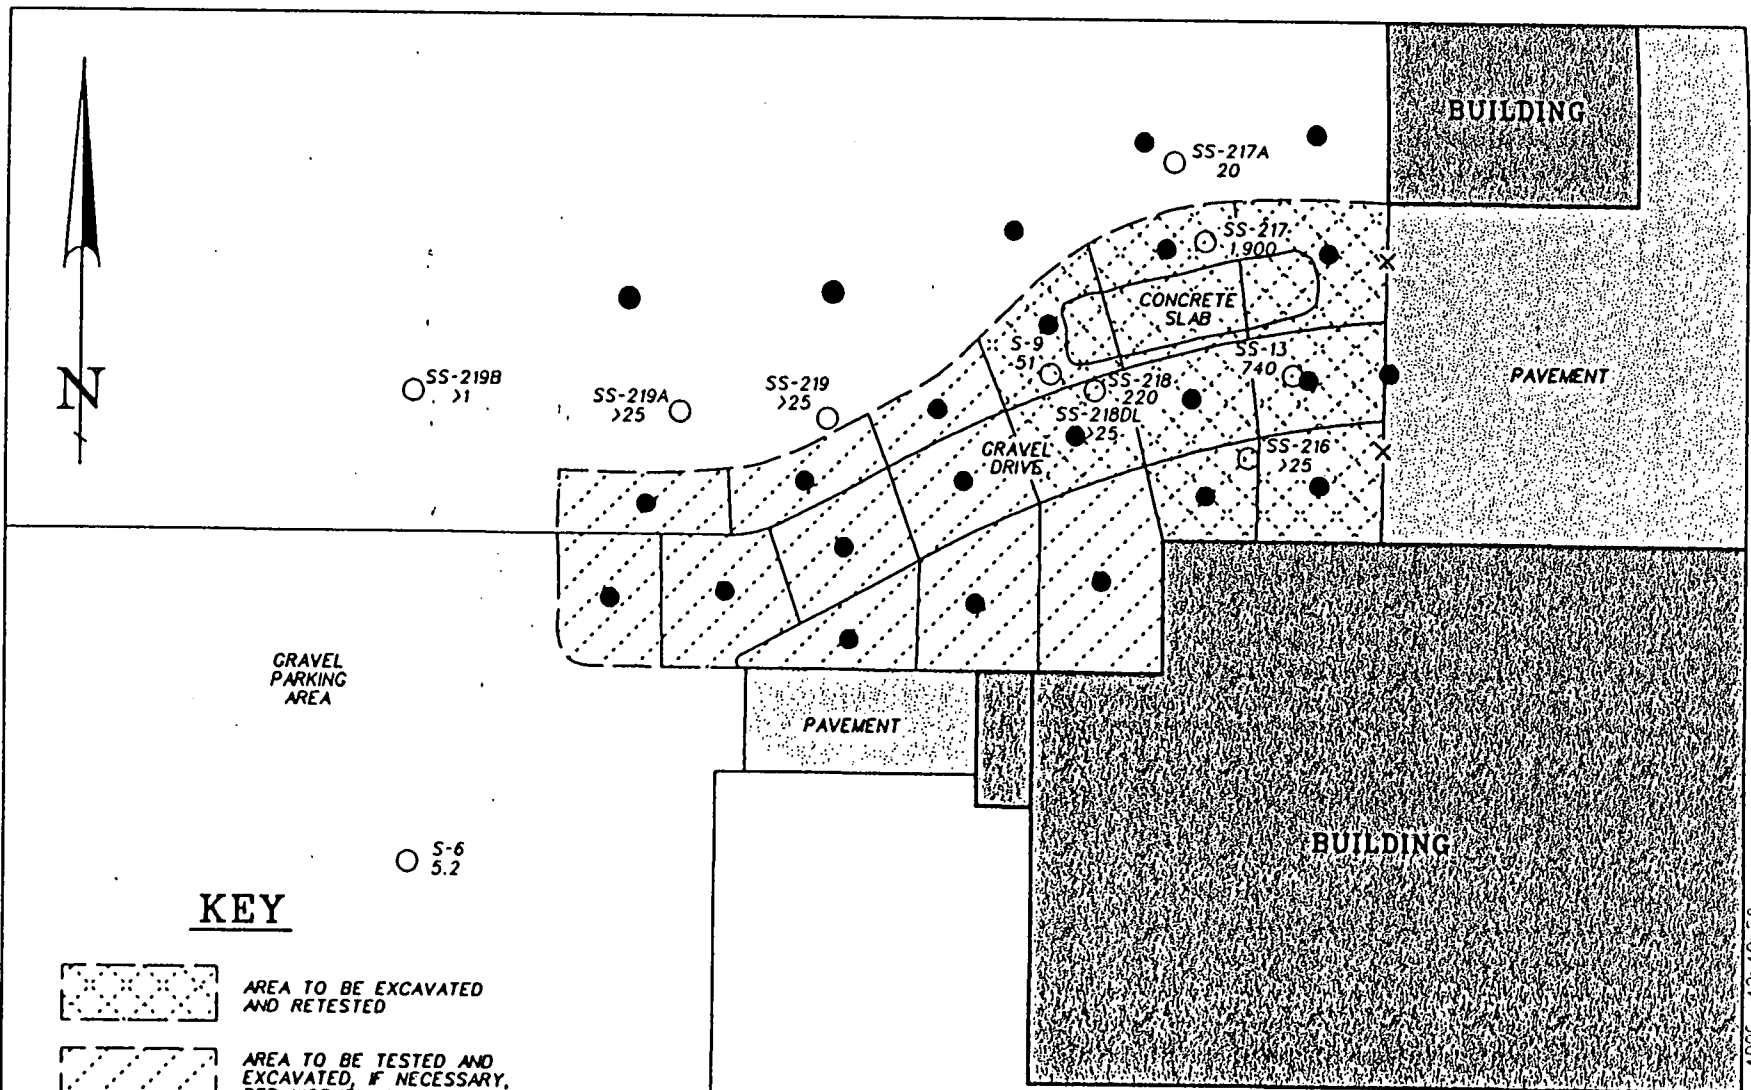 BUILDING
SS-217A
20
SS-217
1,900
CONCRETE
SLAB
S-9
51
SS-13
740
PAVEMENT
SS-219B
>1
SS-219A
>25
SS-219
>25
SS-218
220
SS-218DL
>25
GRAVEL
DRIVE
SS-216
>25
N
GRAVEL
PARKING
AREA
PAVEMENT
BUILDING
S-6
5.2
KEY
AREA TO BE EXCAVATED
AND RETESTED
AREA TO BE TESTED AND
EXCAVATED, IF NECESSARY,